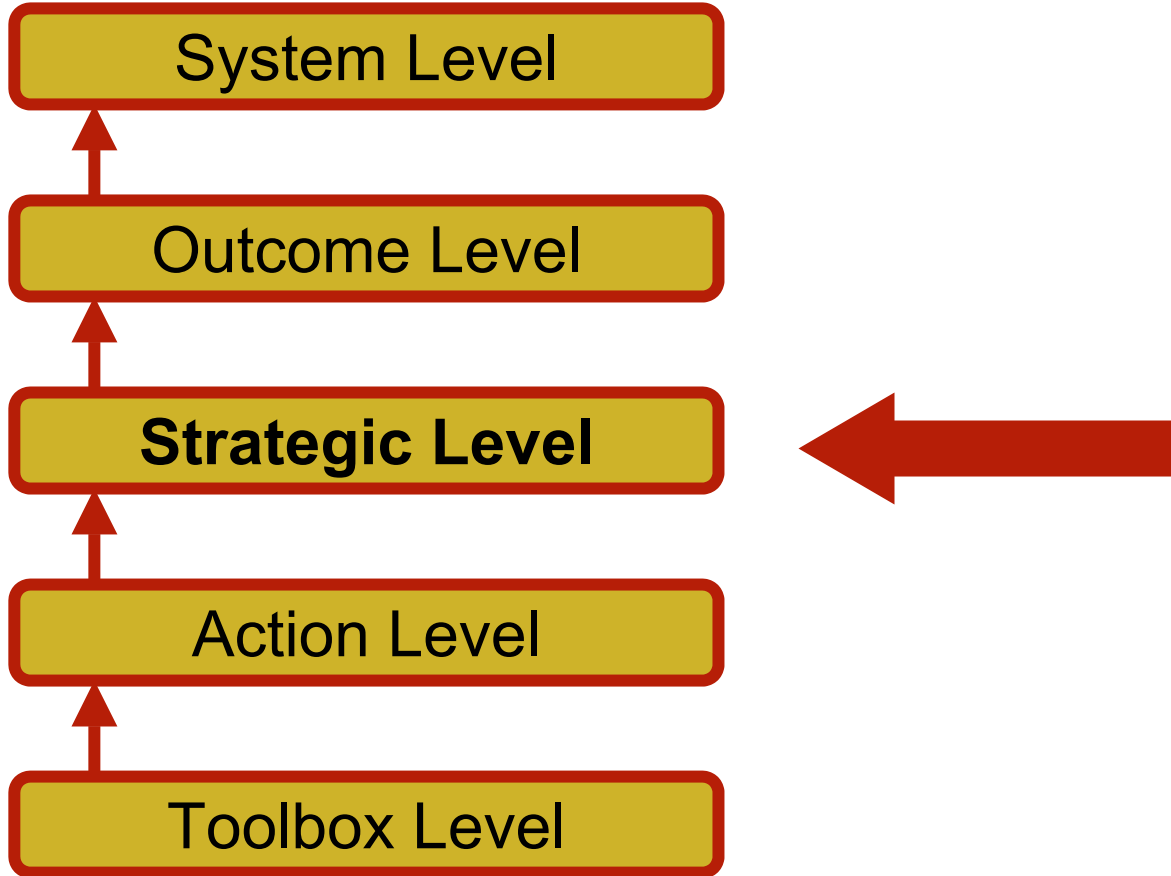 System Level
Outcome Level
Strategic Level
Action Level
Toolbox Level